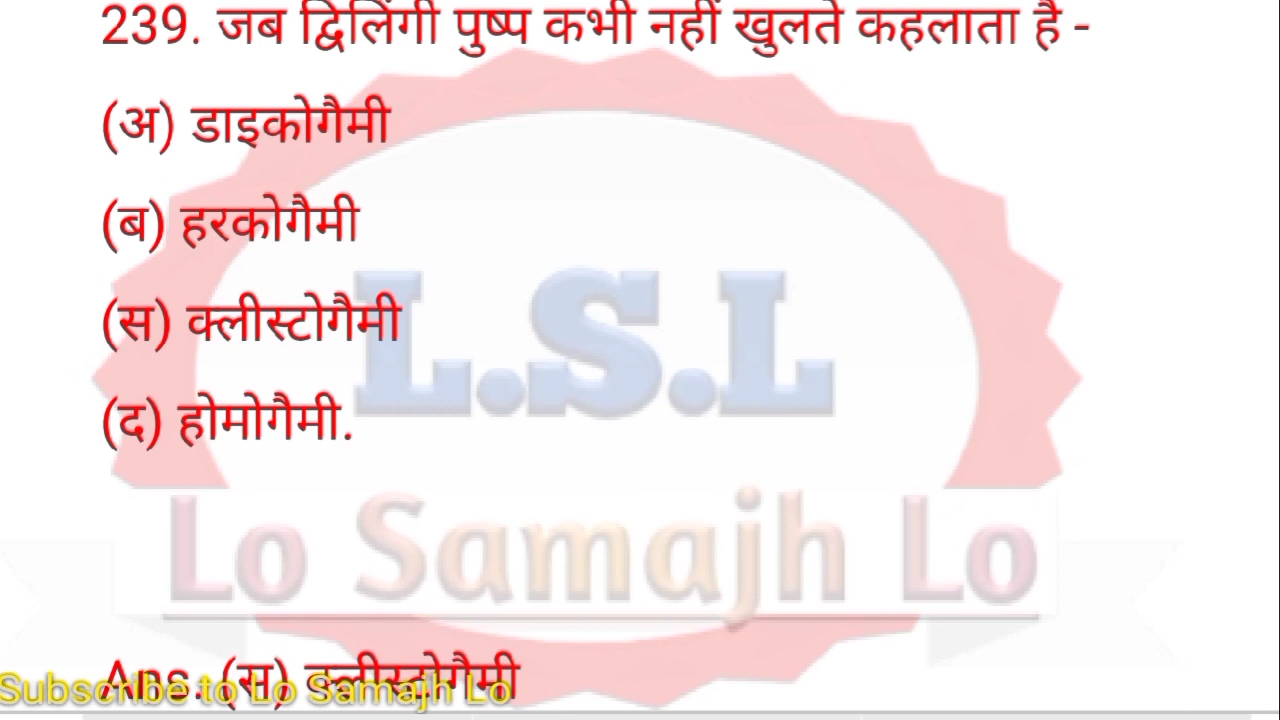 239. जब द्विलिंगी पुष्प कभी नहीं खुलते कहलाता है -
(अ) डाइकोगैमी
(ब) हरकोगैमी
(स) क्लीस्टोगैमी
(द) होमोगैमी.
L.S.L
Lo Samajh Lo
Ans. (स) क्लीस्टोगैमी
Subscribe to Lo Samajh Lo